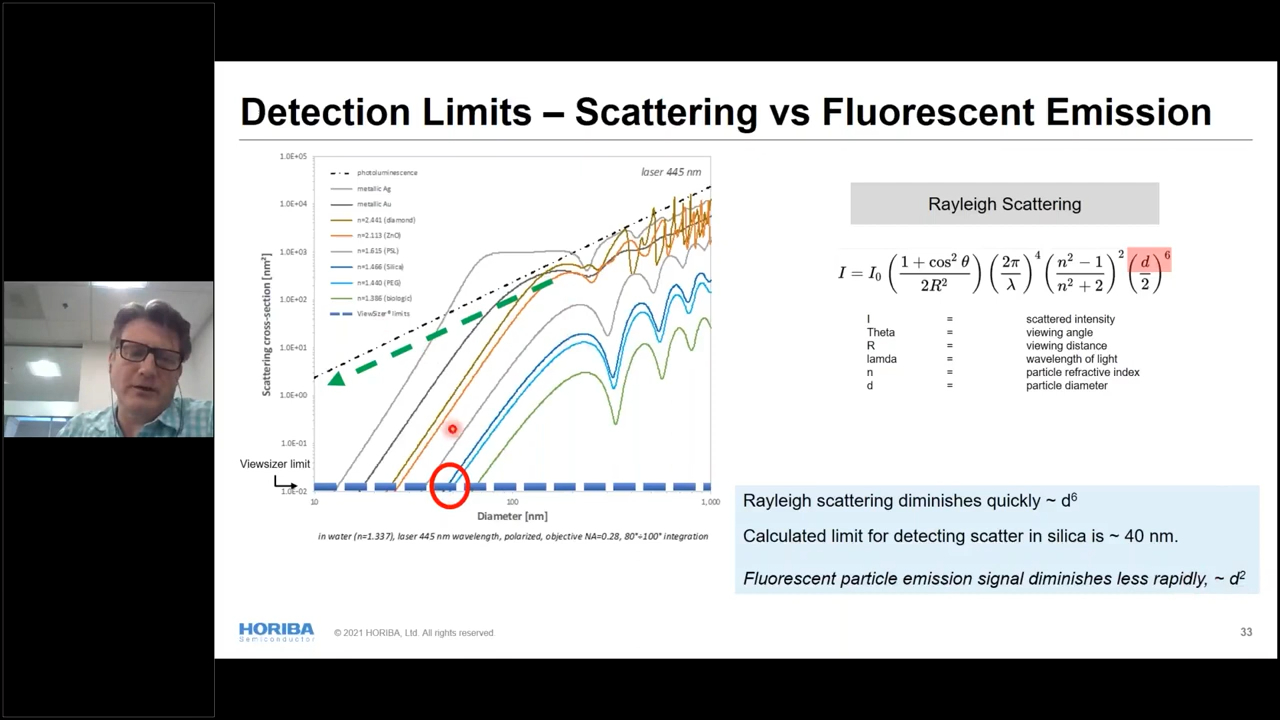 Detection Limits – Scattering vs Fluorescent Emission
1.0E+05
1.0E+04
1.0E+03
1.0E+02
1.0E+01
1.0E+00
1.0E-01
1.0E-02
Scattering cross-section [nm²]
photoluminescence
metallic Ag
metallic Au
n=2.441 (diamond)
n=2.113 (ZnO)
n=1.615 (PSL)
n=1.466 (Silica)
n=1.440 (PEG)
n=1.386 (biologic)
ViewSizer® limits
laser 445 nm
Viewsizer limit
10 100 1,000
Diameter [nm]
in water (n=1.337), laser 445 nm wavelength, polarized, objective NA=0.28, 80°÷100° integration
Rayleigh Scattering
I = I₀ ( (1 + cos² θ) / 2R² ) ( 2π / λ )⁴ ( (n² − 1) / (n² + 2) )² ( d / 2 )⁶
I = scattered intensity
Theta = viewing angle
R = viewing distance
lamda = wavelength of light
n = particle refractive index
d = particle diameter
Rayleigh scattering diminishes quickly ~ d⁶
Calculated limit for detecting scatter in silica is ~ 40 nm.
Fluorescent particle emission signal diminishes less rapidly, ~ d²
HORIBA
Semiconductor
© 2021 HORIBA, Ltd. All rights reserved.
33